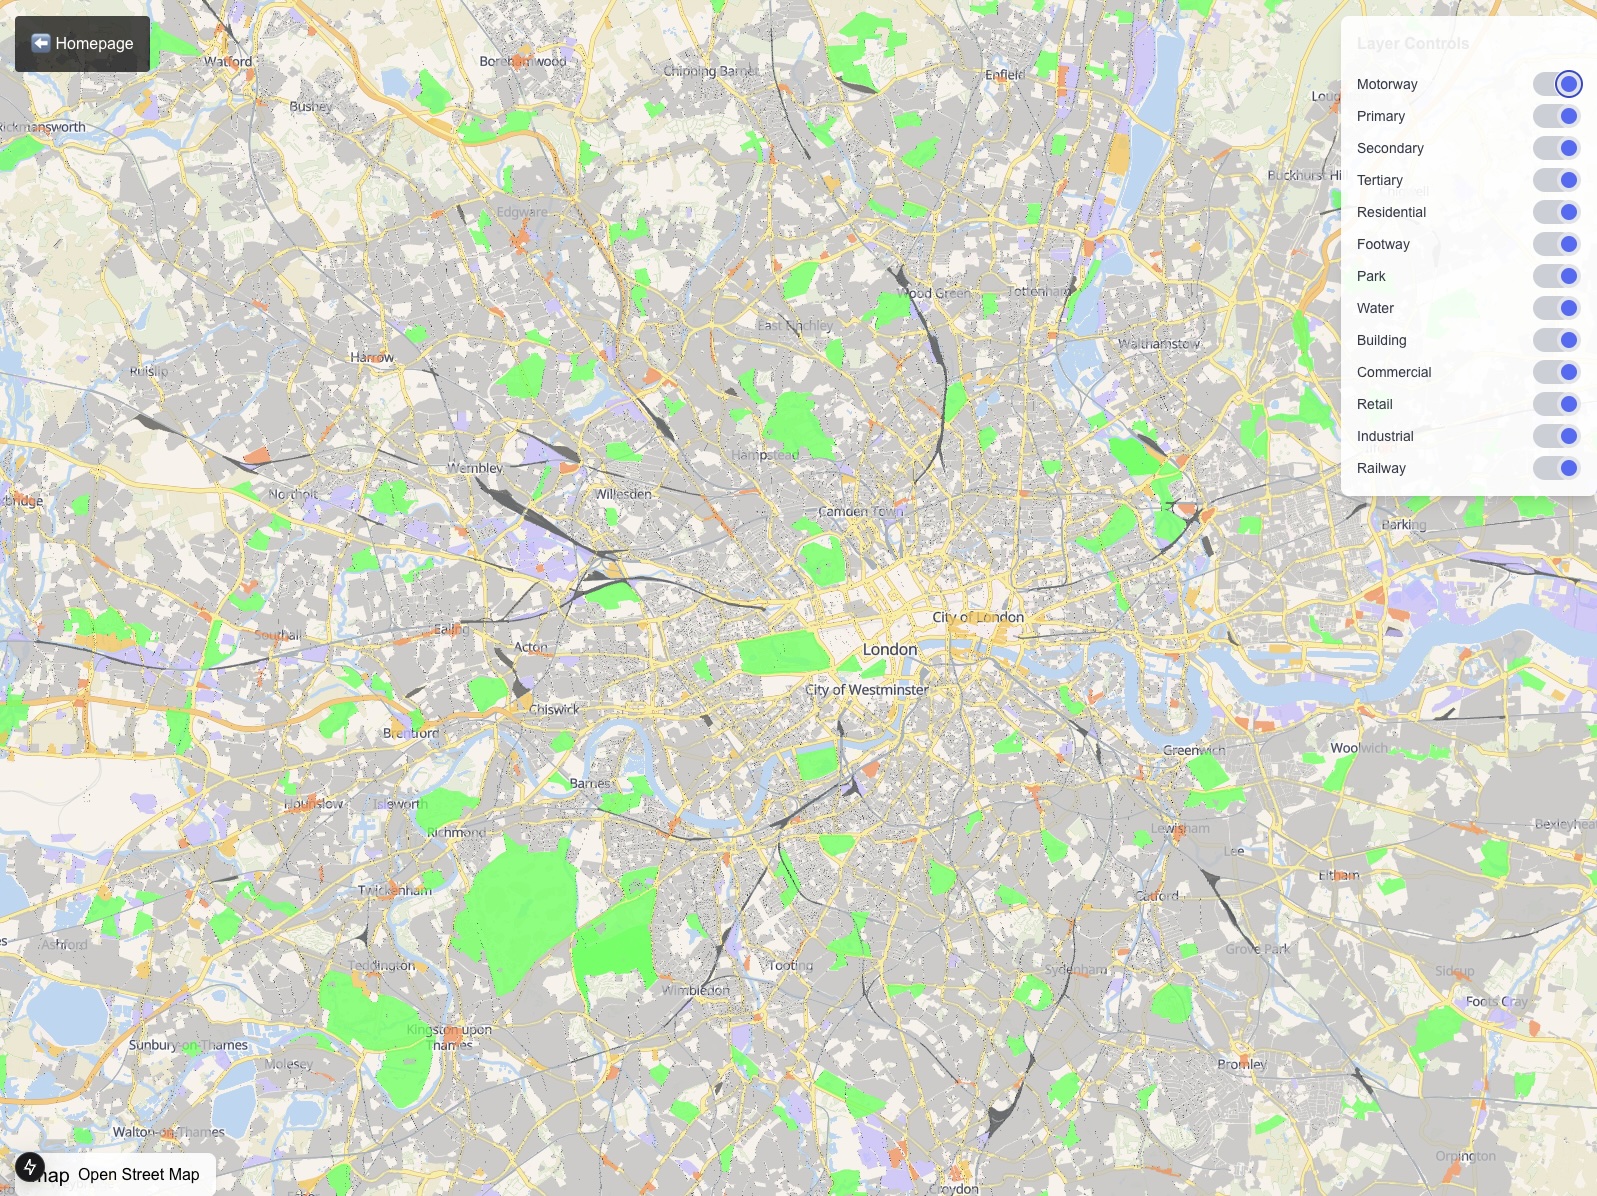 ⬅️ Homepage
Layer Controls
Motorway
Primary
Secondary
Tertiary
Residential
Footway
Park
Water
Building
Commercial
Retail
Industrial
Railway
Watford
Borehamwood
Chipping Barnet
Enfield
Bushey
Rickmansworth
Buckhurst Hill
Edgware
Wood Green
Tottenham
East Finchley
Walthamstow
Harrow
Ruislip
Hampstead
Wembley
Northolt
Willesden
Camden Town
Barking
City of London
Southall
Ealing
Acton
London
City of Westminster
Chiswick
Brentford
Greenwich
Woolwich
Barnes
Hounslow
Isleworth
Richmond
Lewisham
Lee
Eltham
Twickenham
Catford
Ashford
Grove Park
Teddington
Tooting
Sydenham
Sidcup
Wimbledon
Foots Cray
Kingston upon
Thames
Sunbury-on-Thames
Molesey
Bromley
Walton-on-Thames
Orpington
Croydon
map Open Street Map